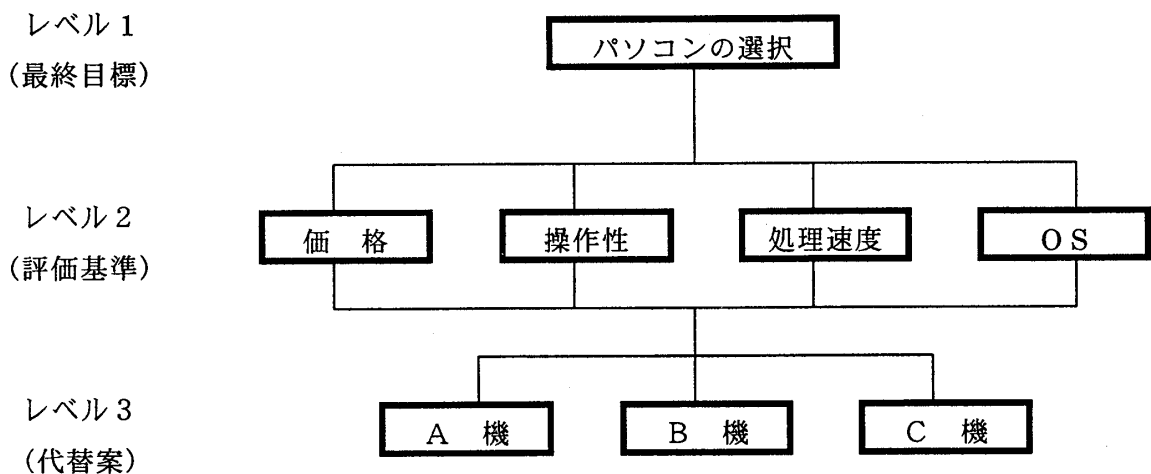 レベル1
(最終目標)
パソコンの選択
レベル2
(評価基準)
価 格
操作性
処理速度
OS
レベル3
(代替案)
A 機
B 機
C 機